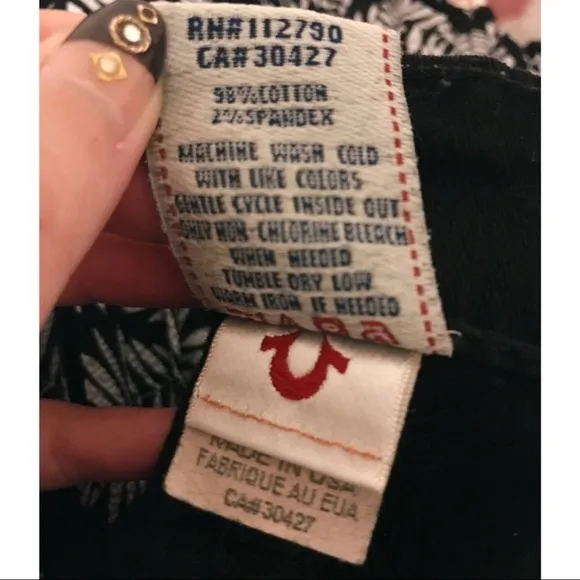 RN#112790
CA#30427
98%COTTON
2%SPANDEX
MACHINE WASH COLD
WITH LIKE COLORS
GENTLE CYCLE INSIDE OUT
ONLY NON-CHLORINE BLEACH
WHEN NEEDED
TUMBLE DRY LOW
WARM IRON IF NEEDED
MADE IN USA
FABRIQUE AU EUA
CA#30427